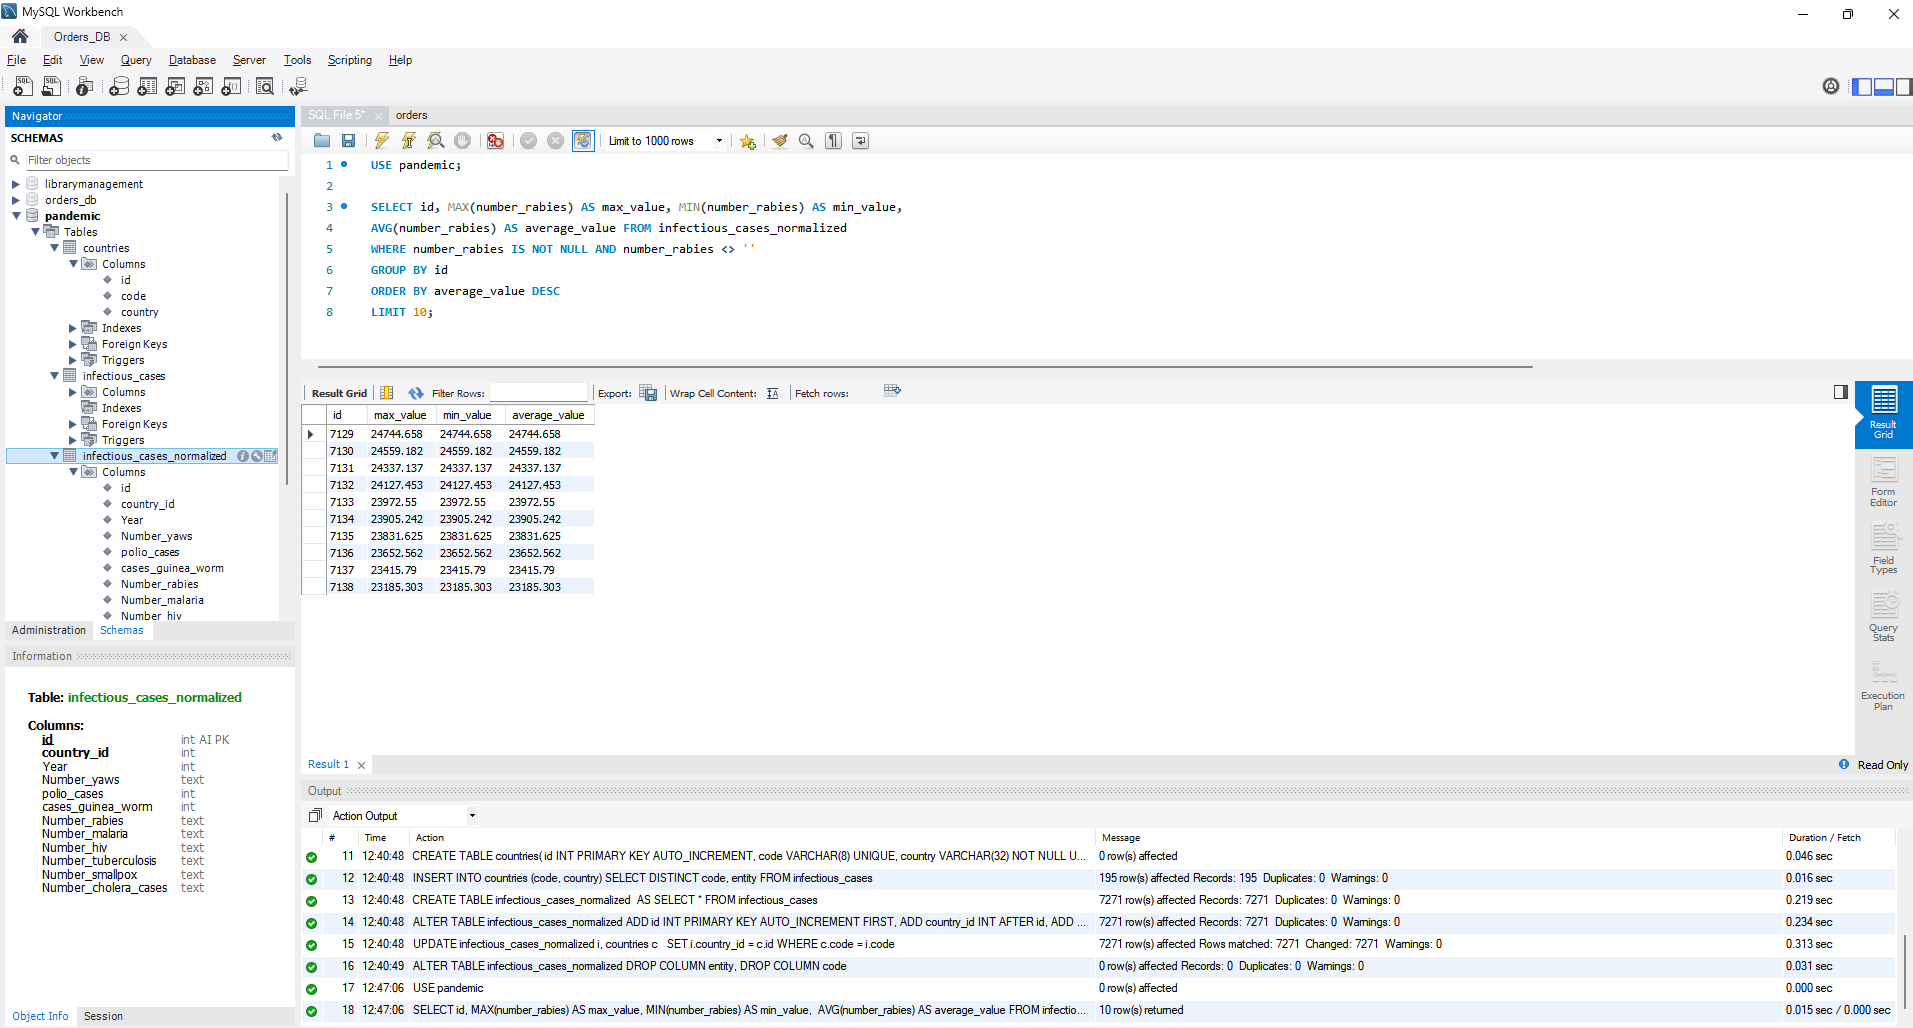 MySQL Workbench
Orders_DB
File Edit View Query Database Server Tools Scripting Help
Navigator
SCHEMAS
Filter objects
librarymanagement
orders_db
pandemic
Tables
countries
Columns
id
code
country
Indexes
Foreign Keys
Triggers
infectious_cases
Columns
Indexes
Foreign Keys
Triggers
infectious_cases_normalized
Columns
id
country_id
Year
Number_yaws
polio_cases
cases_guinea_worm
Number_rabies
Number_malaria
Number_hiv
Administration Schemas
Information
Table: infectious_cases_normalized
Columns:
id int AI PK
country_id int
Year int
Number_yaws text
polio_cases int
cases_guinea_worm int
Number_rabies text
Number_malaria text
Number_hiv text
Number_tuberculosis text
Number_smallpox text
Number_cholera_cases text
Object Info Session
SQL File 5* orders
Limit to 1000 rows
1 USE pandemic;
2
3 SELECT id, MAX(number_rabies) AS max_value, MIN(number_rabies) AS min_value,
4 AVG(number_rabies) AS average_value FROM infectious_cases_normalized
5 WHERE number_rabies IS NOT NULL AND number_rabies <> ''
6 GROUP BY id
7 ORDER BY average_value DESC
8 LIMIT 10;
Result Grid Filter Rows: Export: Wrap Cell Content: Fetch rows:
id max_value min_value average_value
7129 24744.658 24744.658 24744.658
7130 24559.182 24559.182 24559.182
7131 24337.137 24337.137 24337.137
7132 24127.453 24127.453 24127.453
7133 23972.55 23972.55 23972.55
7134 23905.242 23905.242 23905.242
7135 23831.625 23831.625 23831.625
7136 23652.562 23652.562 23652.562
7137 23415.79 23415.79 23415.79
7138 23185.303 23185.303 23185.303
Result
Grid
Form
Editor
Field
Types
Query
Stats
Execution
Plan
Result 1
Read Only
Output
Action Output
# Time Action Message Duration / Fetch
11 12:40:48 CREATE TABLE countries( id INT PRIMARY KEY AUTO_INCREMENT, code VARCHAR(8) UNIQUE, country VARCHAR(32) NOT NULL U... 0 row(s) affected 0.046 sec
12 12:40:48 INSERT INTO countries (code, country) SELECT DISTINCT code, entity FROM infectious_cases 195 row(s) affected Records: 195 Duplicates: 0 Warnings: 0 0.016 sec
13 12:40:48 CREATE TABLE infectious_cases_normalized AS SELECT * FROM infectious_cases 7271 row(s) affected Records: 7271 Duplicates: 0 Warnings: 0 0.219 sec
14 12:40:48 ALTER TABLE infectious_cases_normalized ADD id INT PRIMARY KEY AUTO_INCREMENT FIRST, ADD country_id INT AFTER id, ADD ... 7271 row(s) affected Records: 7271 Duplicates: 0 Warnings: 0 0.234 sec
15 12:40:48 UPDATE infectious_cases_normalized i, countries c SET i.country_id = c.id WHERE c.code = i.code 7271 row(s) affected Rows matched: 7271 Changed: 7271 Warnings: 0 0.313 sec
16 12:40:49 ALTER TABLE infectious_cases_normalized DROP COLUMN entity, DROP COLUMN code 0 row(s) affected Records: 0 Duplicates: 0 Warnings: 0 0.031 sec
17 12:47:06 USE pandemic 0 row(s) affected 0.000 sec
18 12:47:06 SELECT id, MAX(number_rabies) AS max_value, MIN(number_rabies) AS min_value, AVG(number_rabies) AS average_value FROM infectio... 10 row(s) returned 0.015 sec / 0.000 sec